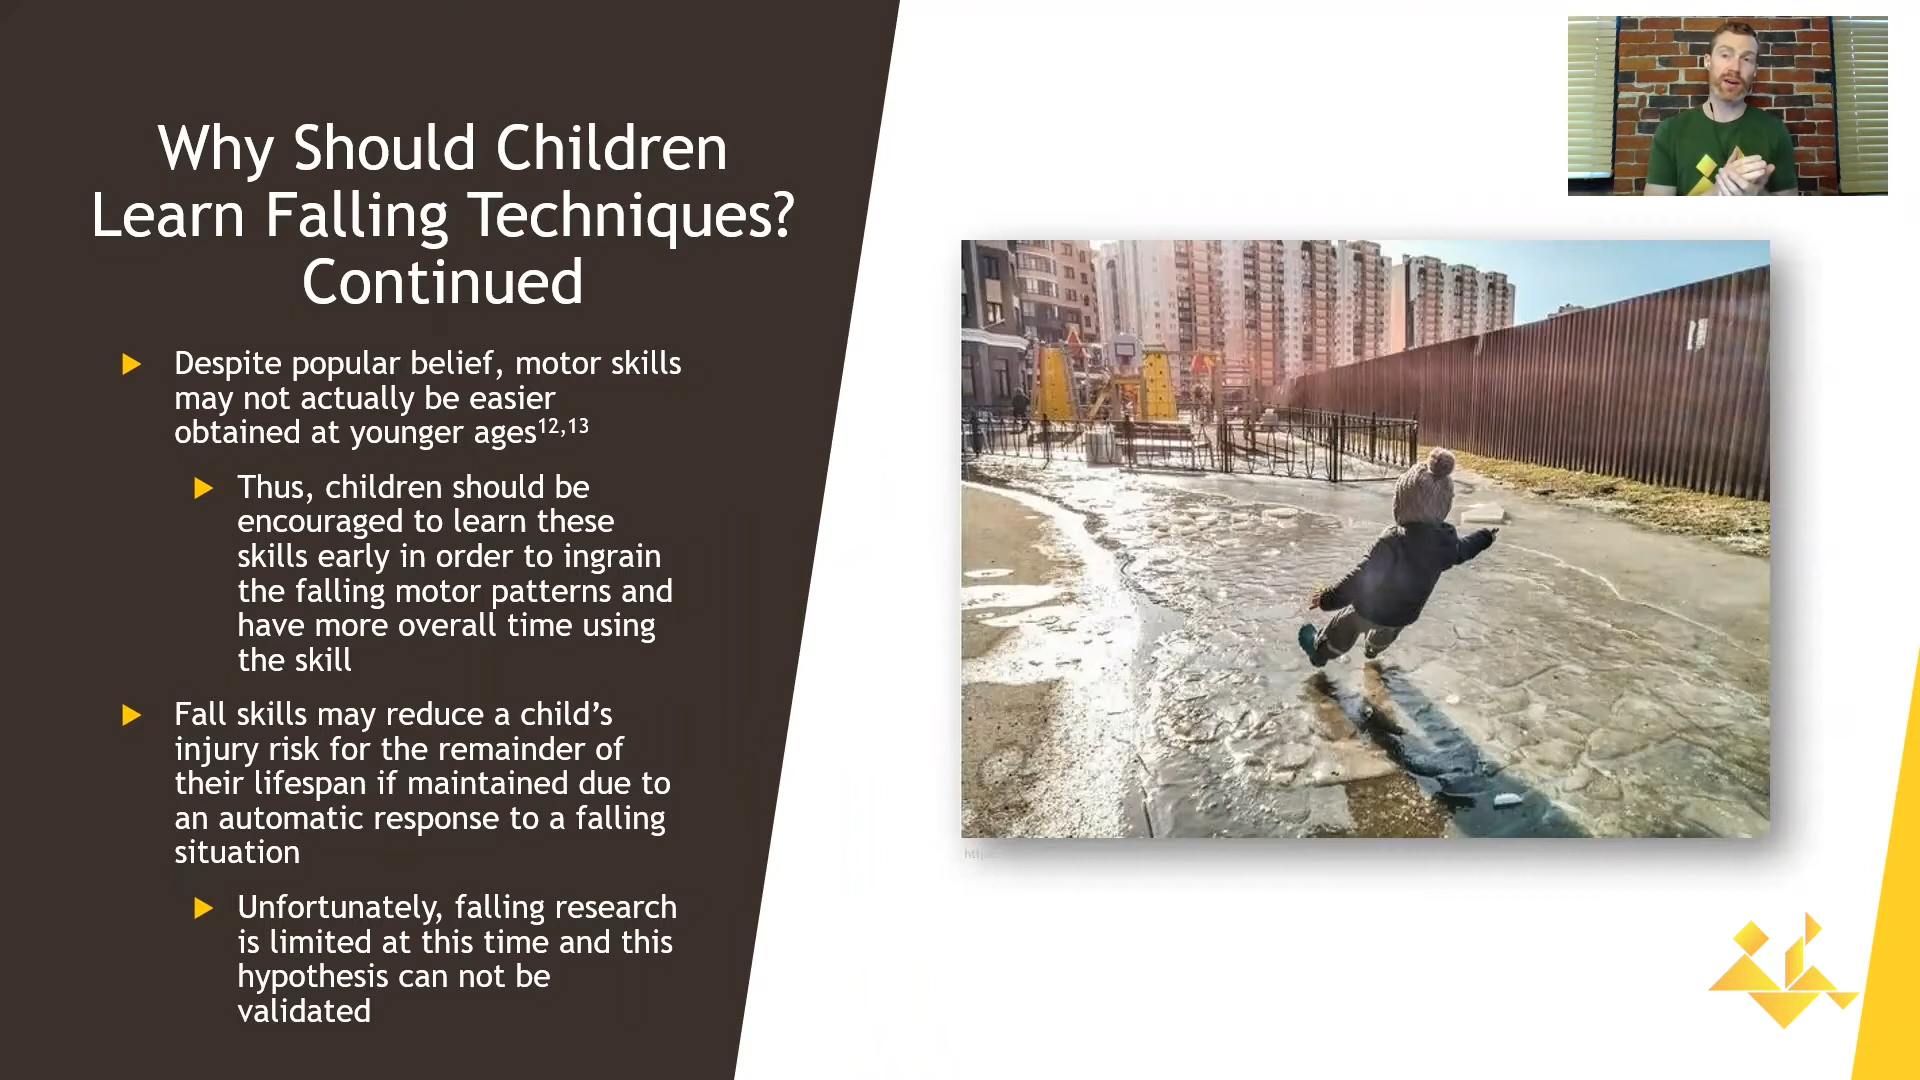 Why Should Children
Learn Falling Techniques?
Continued
Despite popular belief, motor skills
may not actually be easier
obtained at younger ages12,13
Thus, children should be
encouraged to learn these
skills early in order to ingrain
the falling motor patterns and
have more overall time using
the skill
Fall skills may reduce a child’s
injury risk for the remainder of
their lifespan if maintained due to
an automatic response to a falling
situation
Unfortunately, falling research
is limited at this time and this
hypothesis can not be
validated